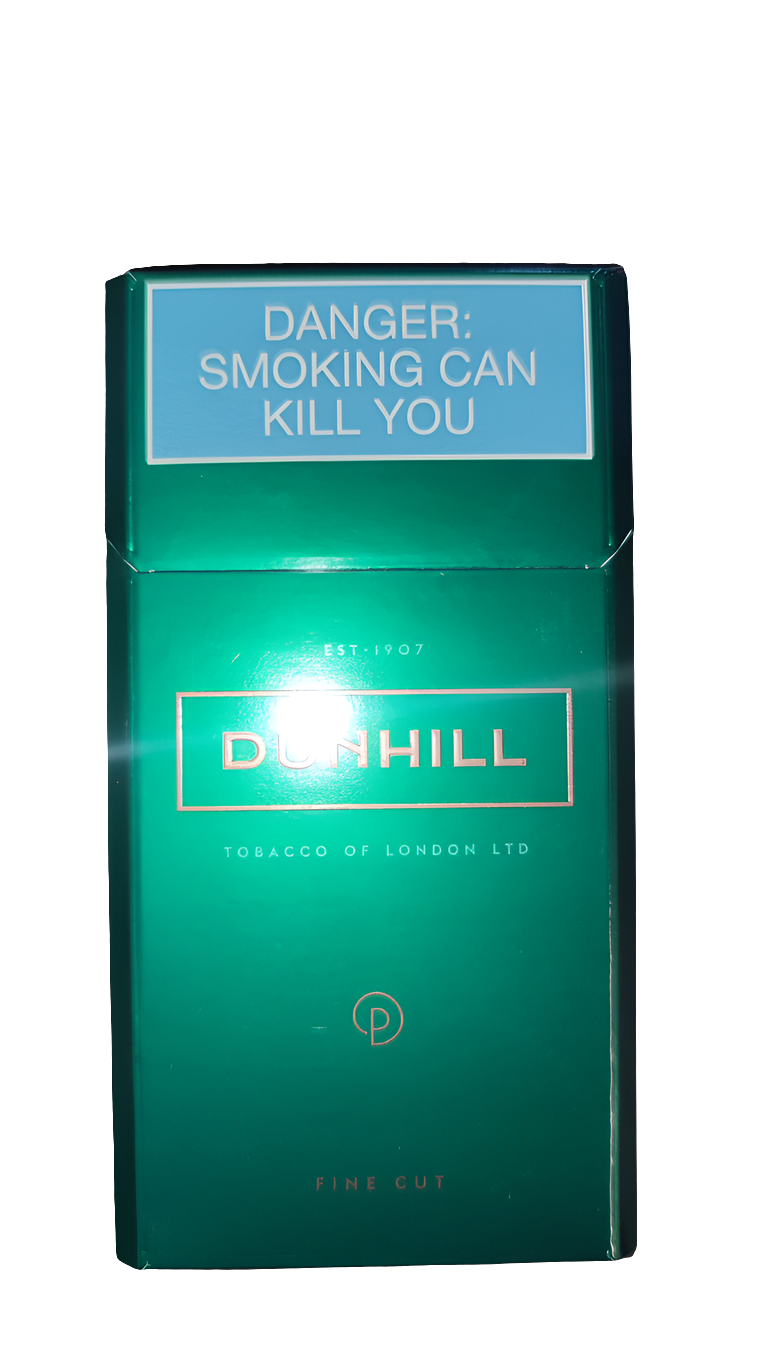 DANGER:
SMOKING CAN
KILL YOU
EST·1907
DUNHILL
TOBACCO OF LONDON LTD
FINE CUT